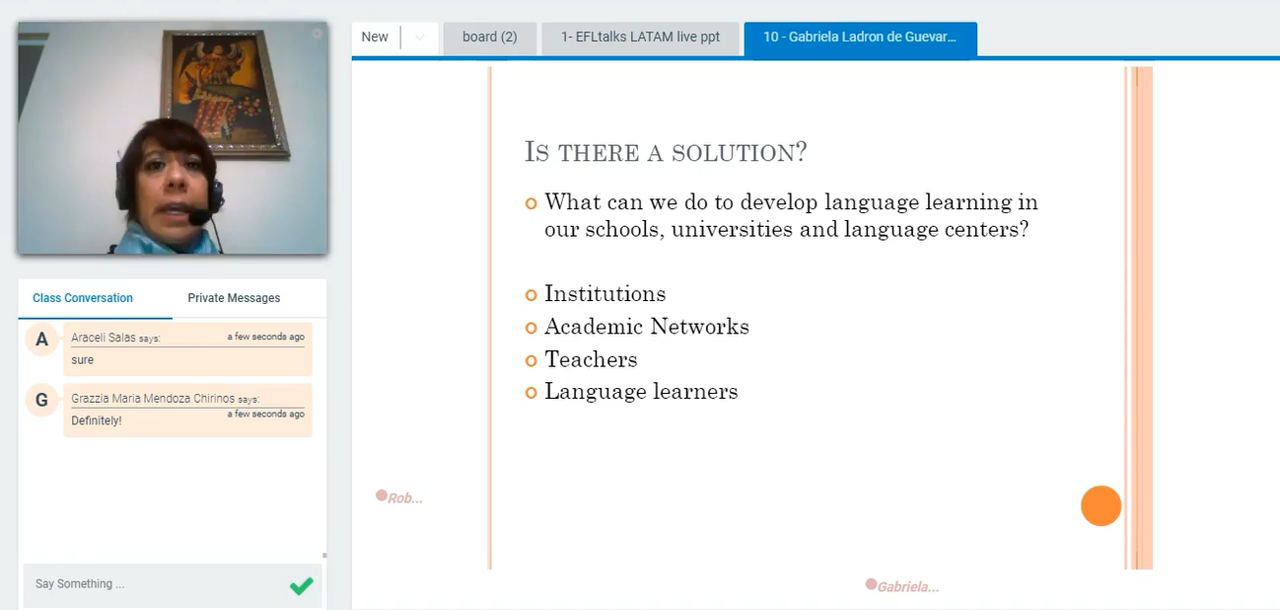 New
board (2)
1- EFLtalks LATAM live ppt
10 - Gabriela Ladron de Guevar...
IS THERE A SOLUTION?
What can we do to develop language learning in
our schools, universities and language centers?
Institutions
Academic Networks
Teachers
Language learners
Class Conversation
Private Messages
A
Araceli Salas says:
a few seconds ago
sure
G
Grazzia Maria Mendoza Chirinos says:
a few seconds ago
Definitely!
Rob...
Gabriela...
Say Something ...